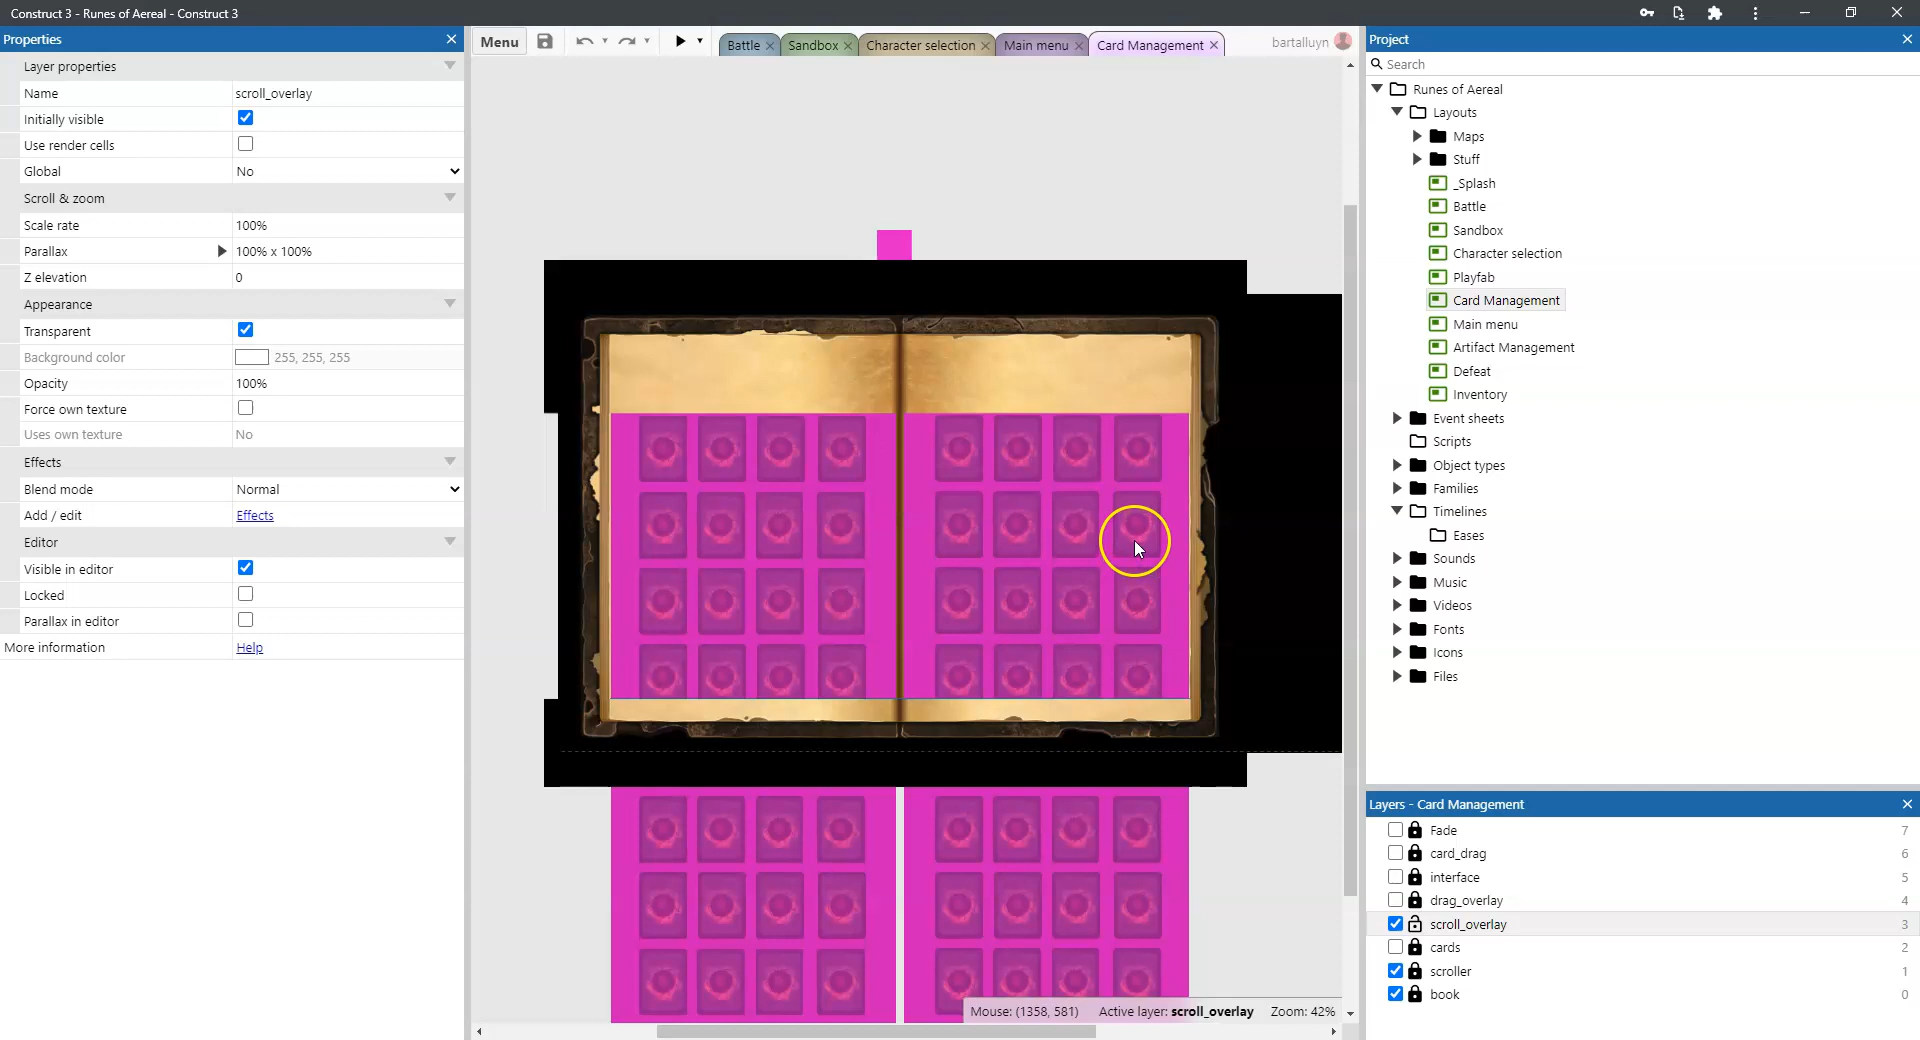 Construct 3 - Runes of Aereal - Construct 3
Properties
Layer properties
Name scroll_overlay
Initially visible
Use render cells
Global No
Scroll & zoom
Scale rate 100%
Parallax 100% x 100%
Z elevation 0
Appearance
Transparent
Background color 255, 255, 255
Opacity 100%
Force own texture
Uses own texture No
Effects
Blend mode Normal
Add / edit Effects
Editor
Visible in editor
Locked
Parallax in editor
More information Help
Menu
Battle Sandbox Character selection Main menu Card Management
bartalluyn
Mouse: (1358, 581) Active layer: scroll_overlay Zoom: 42%
Project
Search
Runes of Aereal
Layouts
Maps
Stuff
_Splash
Battle
Sandbox
Character selection
Playfab
Card Management
Main menu
Artifact Management
Defeat
Inventory
Event sheets
Scripts
Object types
Families
Timelines
Eases
Sounds
Music
Videos
Fonts
Icons
Files
Layers - Card Management
Fade 7
card_drag 6
interface 5
drag_overlay 4
scroll_overlay 3
cards 2
scroller 1
book 0